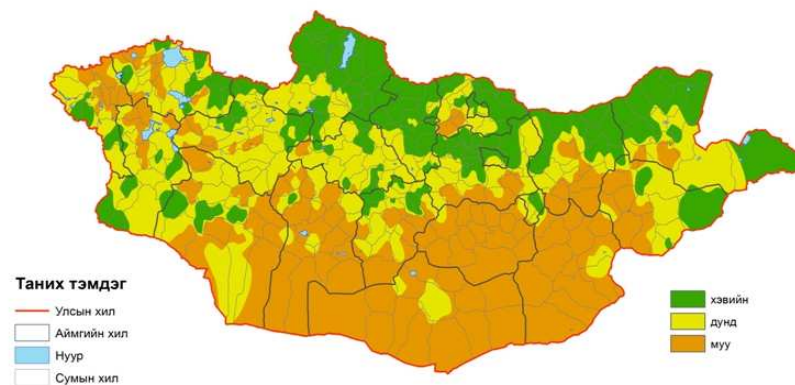 Таних тэмдэг
Улсын хил
Аймгийн хил
Нуур
Сумын хил
хэвийн
дунд
муу